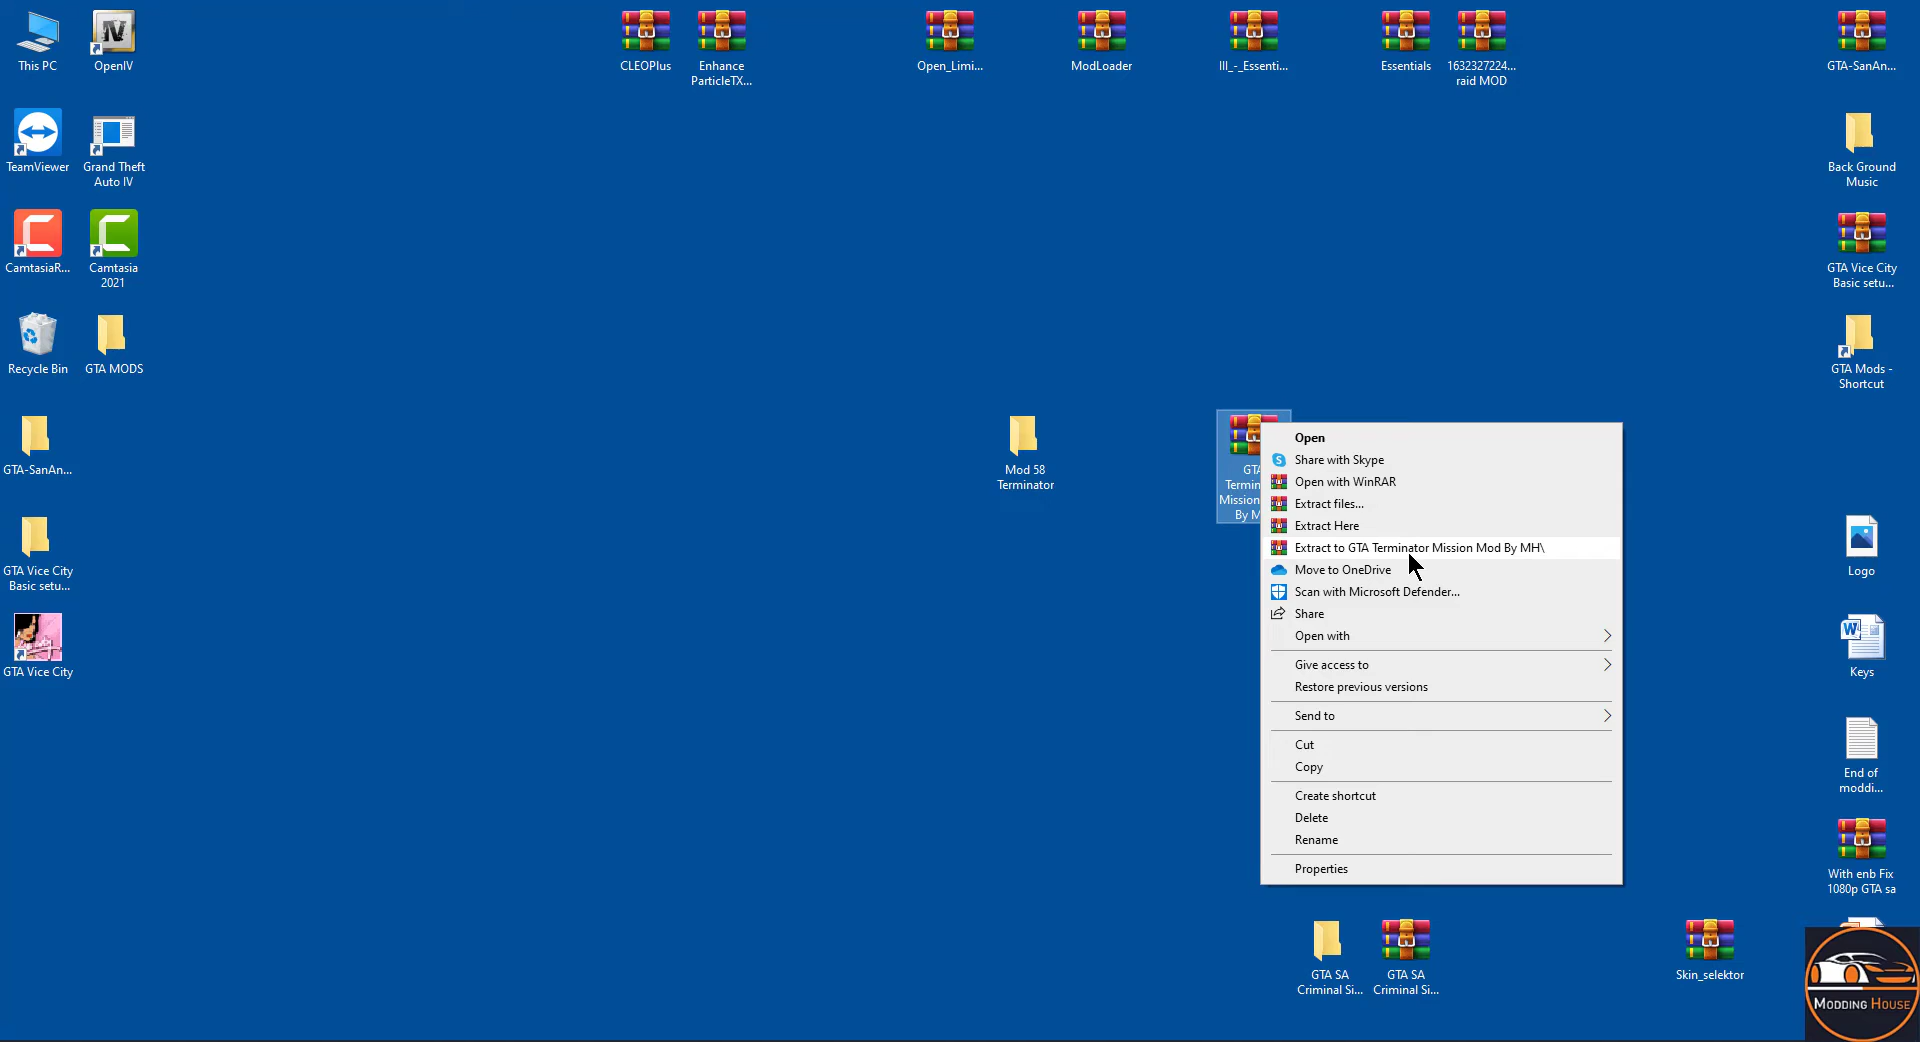 This PC
OpenIV
CLEOPlus
Enhance
ParticleTX...
Open_Limi...
ModLoader
III_-_Essenti...
Essentials
1632327224...
raid MOD
GTA-SanAn...
TeamViewer
Grand Theft
Auto IV
Back Ground
Music
CamtasiaR...
Camtasia
2021
GTA Vice City
Basic setu...
Recycle Bin
GTA MODS
GTA Mods -
Shortcut
GTA-SanAn...
Mod 58
Terminator
GTA
Termin
Mission
By M
Open
Share with Skype
Open with WinRAR
Extract files...
Extract Here
Extract to GTA Terminator Mission Mod By MH\
Move to OneDrive
Scan with Microsoft Defender...
Share
Open with
Give access to
Restore previous versions
Send to
Cut
Copy
Create shortcut
Delete
Rename
Properties
GTA Vice City
Basic setu...
Logo
GTA Vice City
Keys
End of
moddi...
With enb Fix
1080p GTA sa
GTA SA
Criminal Si...
GTA SA
Criminal Si...
Skin_selektor
MODDING HOUSE